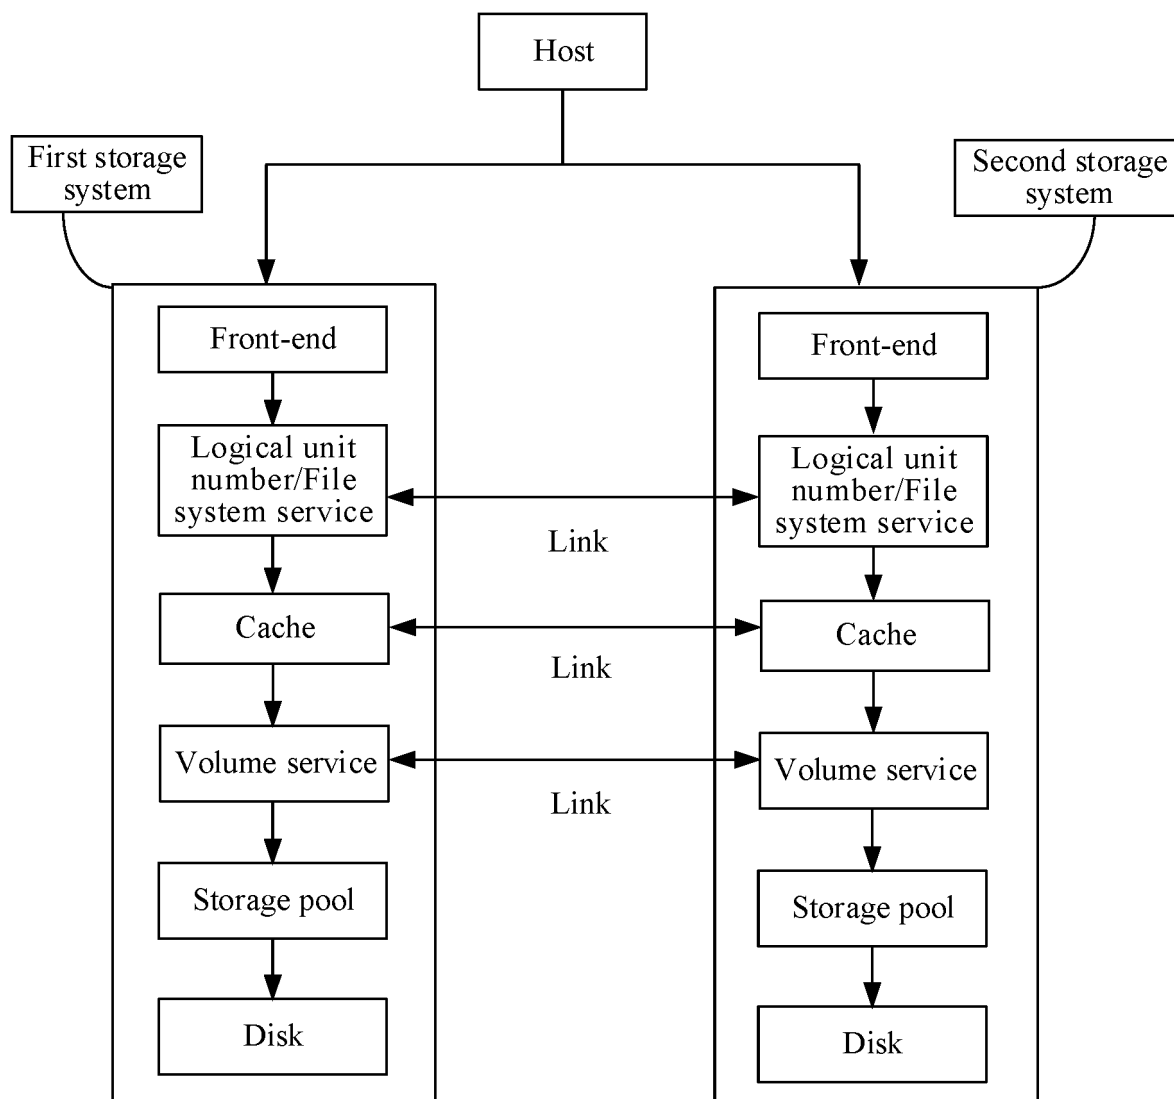 Host
First storage
system
Second storage
system
Front-end
Logical unit
number/File
system service
Cache
Volume service
Storage pool
Disk
Link
Link
Link
Front-end
Logical unit
number/File
system service
Cache
Volume service
Storage pool
Disk